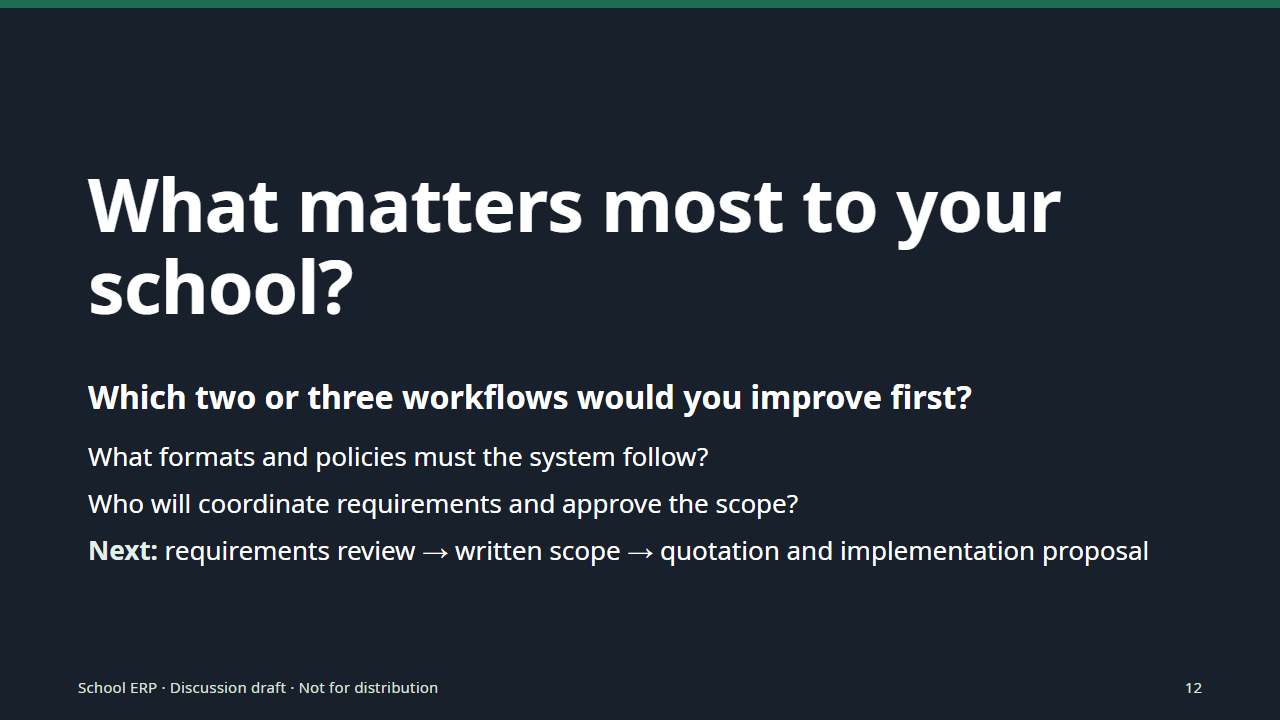 What matters most to your
school?
Which two or three workflows would you improve first?
What formats and policies must the system follow?
Who will coordinate requirements and approve the scope?
Next: requirements review → written scope → quotation and implementation proposal
School ERP · Discussion draft · Not for distribution
12